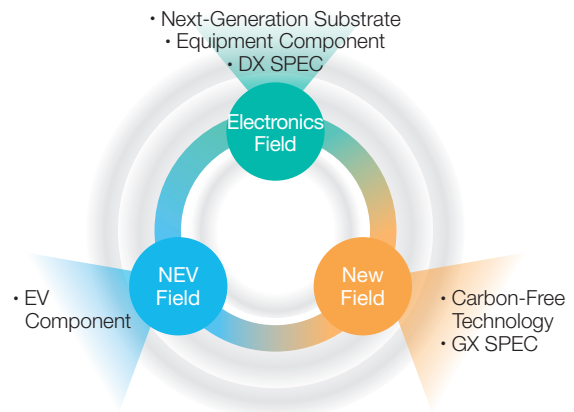 · Next-Generation Substrate
· Equipment Component
· DX SPEC
Electronics
Field
NEV
Field
New
Field
· EV
Component
· Carbon-Free
Technology
· GX SPEC